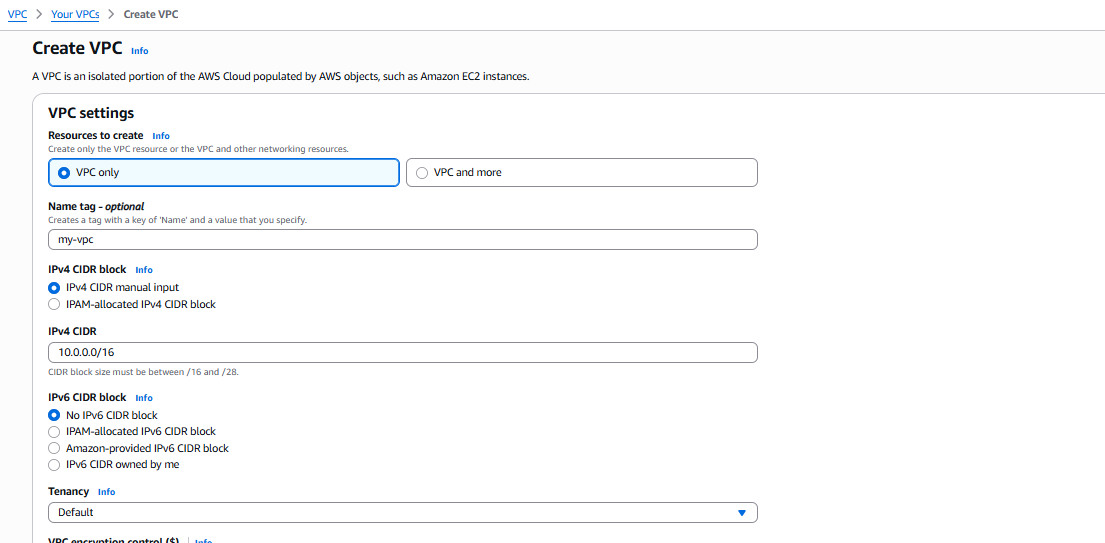 VPC > Your VPCs > Create VPC
Create VPC Info
A VPC is an isolated portion of the AWS Cloud populated by AWS objects, such as Amazon EC2 instances.
VPC settings
Resources to create Info
Create only the VPC resource or the VPC and other networking resources.
VPC only VPC and more
Name tag - optional
Creates a tag with a key of 'Name' and a value that you specify.
my-vpc
IPv4 CIDR block Info
IPv4 CIDR manual input
IPAM-allocated IPv4 CIDR block
IPv4 CIDR
10.0.0.0/16
CIDR block size must be between /16 and /28.
IPv6 CIDR block Info
No IPv6 CIDR block
IPAM-allocated IPv6 CIDR block
Amazon-provided IPv6 CIDR block
IPv6 CIDR owned by me
Tenancy Info
Default
VPC encryption control ($) Info